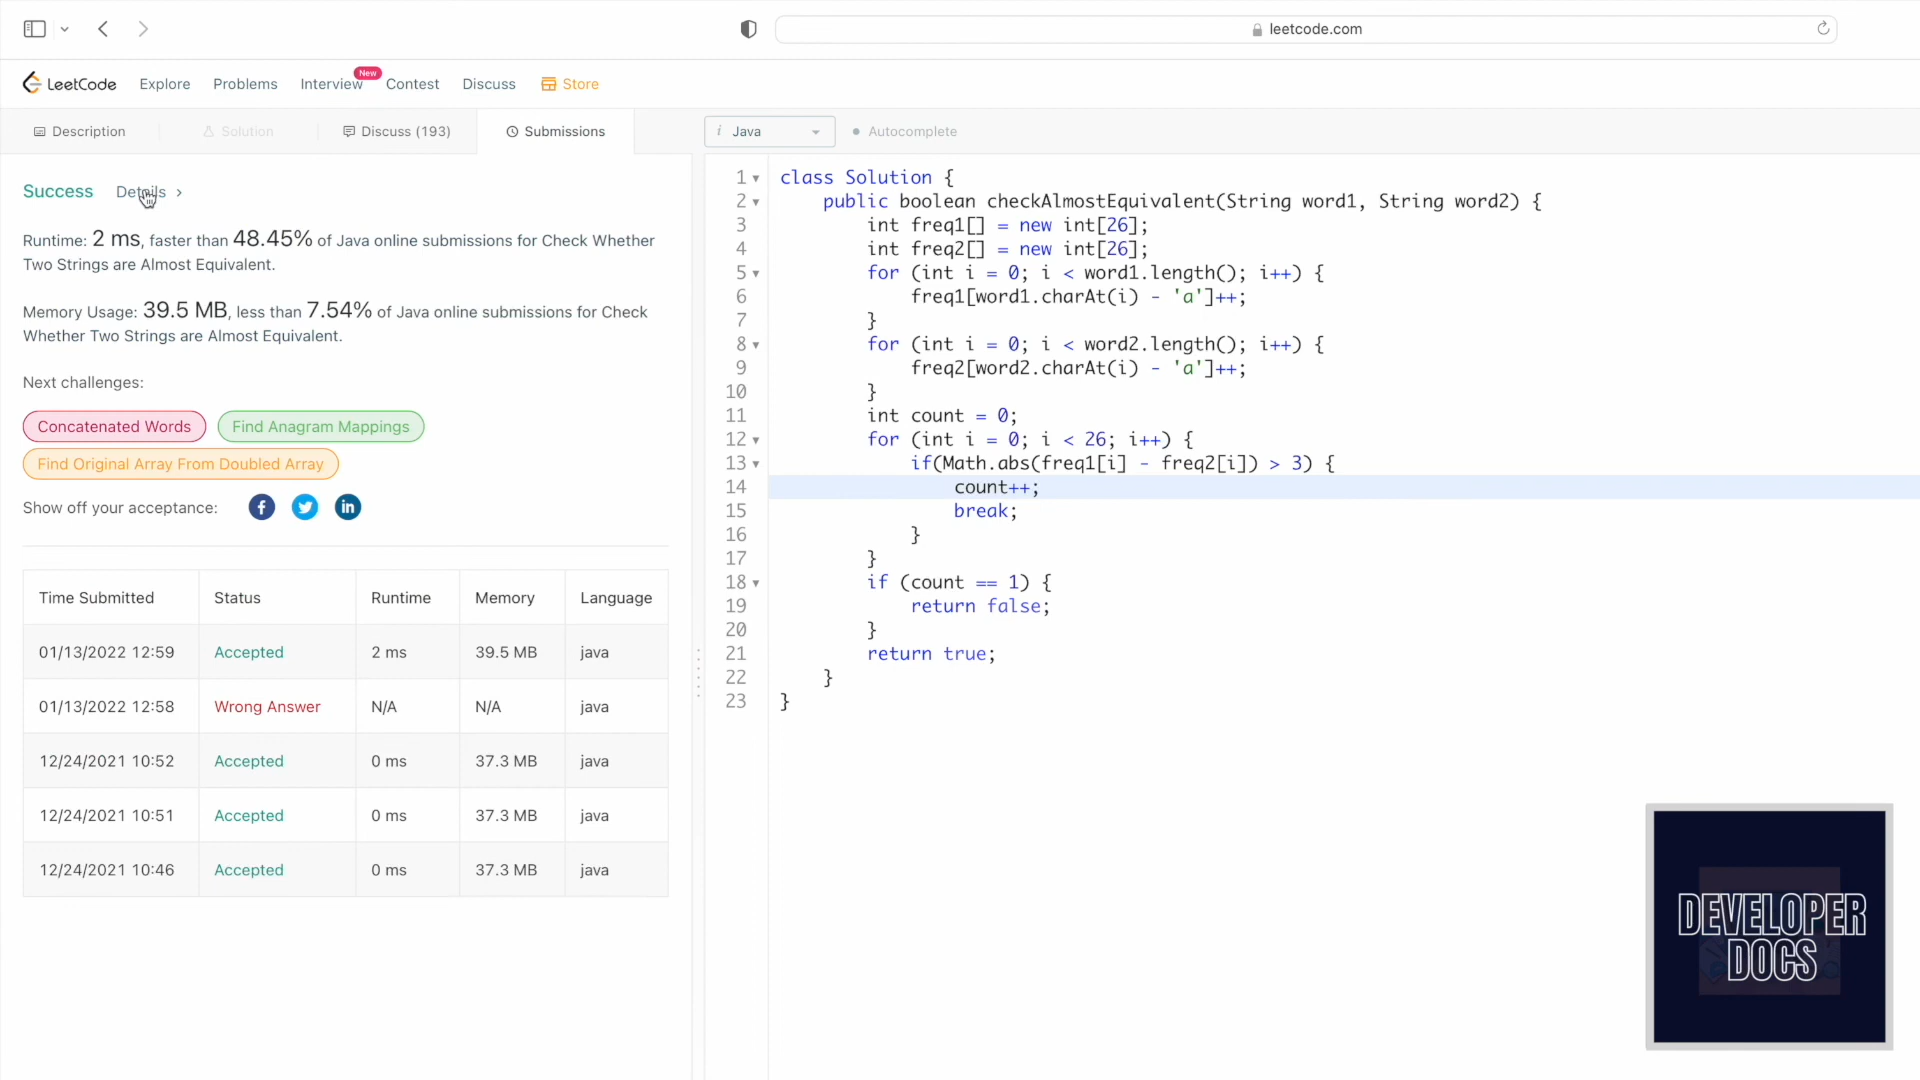 leetcode.com
LeetCode Explore Problems Interview New Contest Discuss Store
Description Solution Discuss (193) Submissions
i Java Autocomplete
Success Details >
Runtime: 2 ms, faster than 48.45% of Java online submissions for Check Whether
Two Strings are Almost Equivalent.
Memory Usage: 39.5 MB, less than 7.54% of Java online submissions for Check
Whether Two Strings are Almost Equivalent.
Next challenges:
Concatenated Words Find Anagram Mappings
Find Original Array From Doubled Array
Show off your acceptance: f in
Time Submitted Status Runtime Memory Language
01/13/2022 12:59 Accepted 2 ms 39.5 MB java
01/13/2022 12:58 Wrong Answer N/A N/A java
12/24/2021 10:52 Accepted 0 ms 37.3 MB java
12/24/2021 10:51 Accepted 0 ms 37.3 MB java
12/24/2021 10:46 Accepted 0 ms 37.3 MB java
1 class Solution {
2 public boolean checkAlmostEquivalent(String word1, String word2) {
3 int freq1[] = new int[26];
4 int freq2[] = new int[26];
5 for (int i = 0; i < word1.length(); i++) {
6 freq1[word1.charAt(i) - 'a']++;
7 }
8 for (int i = 0; i < word2.length(); i++) {
9 freq2[word2.charAt(i) - 'a']++;
10 }
11 int count = 0;
12 for (int i = 0; i < 26; i++) {
13 if(Math.abs(freq1[i] - freq2[i]) > 3) {
14 count++;
15 break;
16 }
17 }
18 if (count == 1) {
19 return false;
20 }
21 return true;
22 }
23 }
DEVELOPER
DOCS